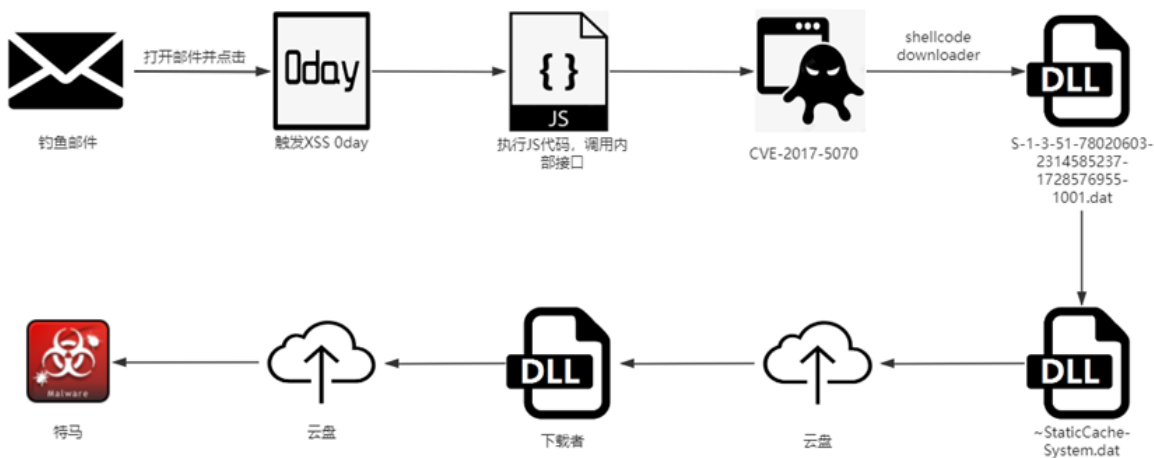 打开邮件并点击
0day
{ }
JS
shellcode
downloader
DLL
钓鱼邮件
触发XSS 0day
执行JS代码，调用内
部接口
CVE-2017-5070
S-1-3-51-78020603-
2314585237-
1728576955-
1001.dat
Malware
DLL
DLL
特马
云盘
下载者
云盘
~StaticCache-
System.dat